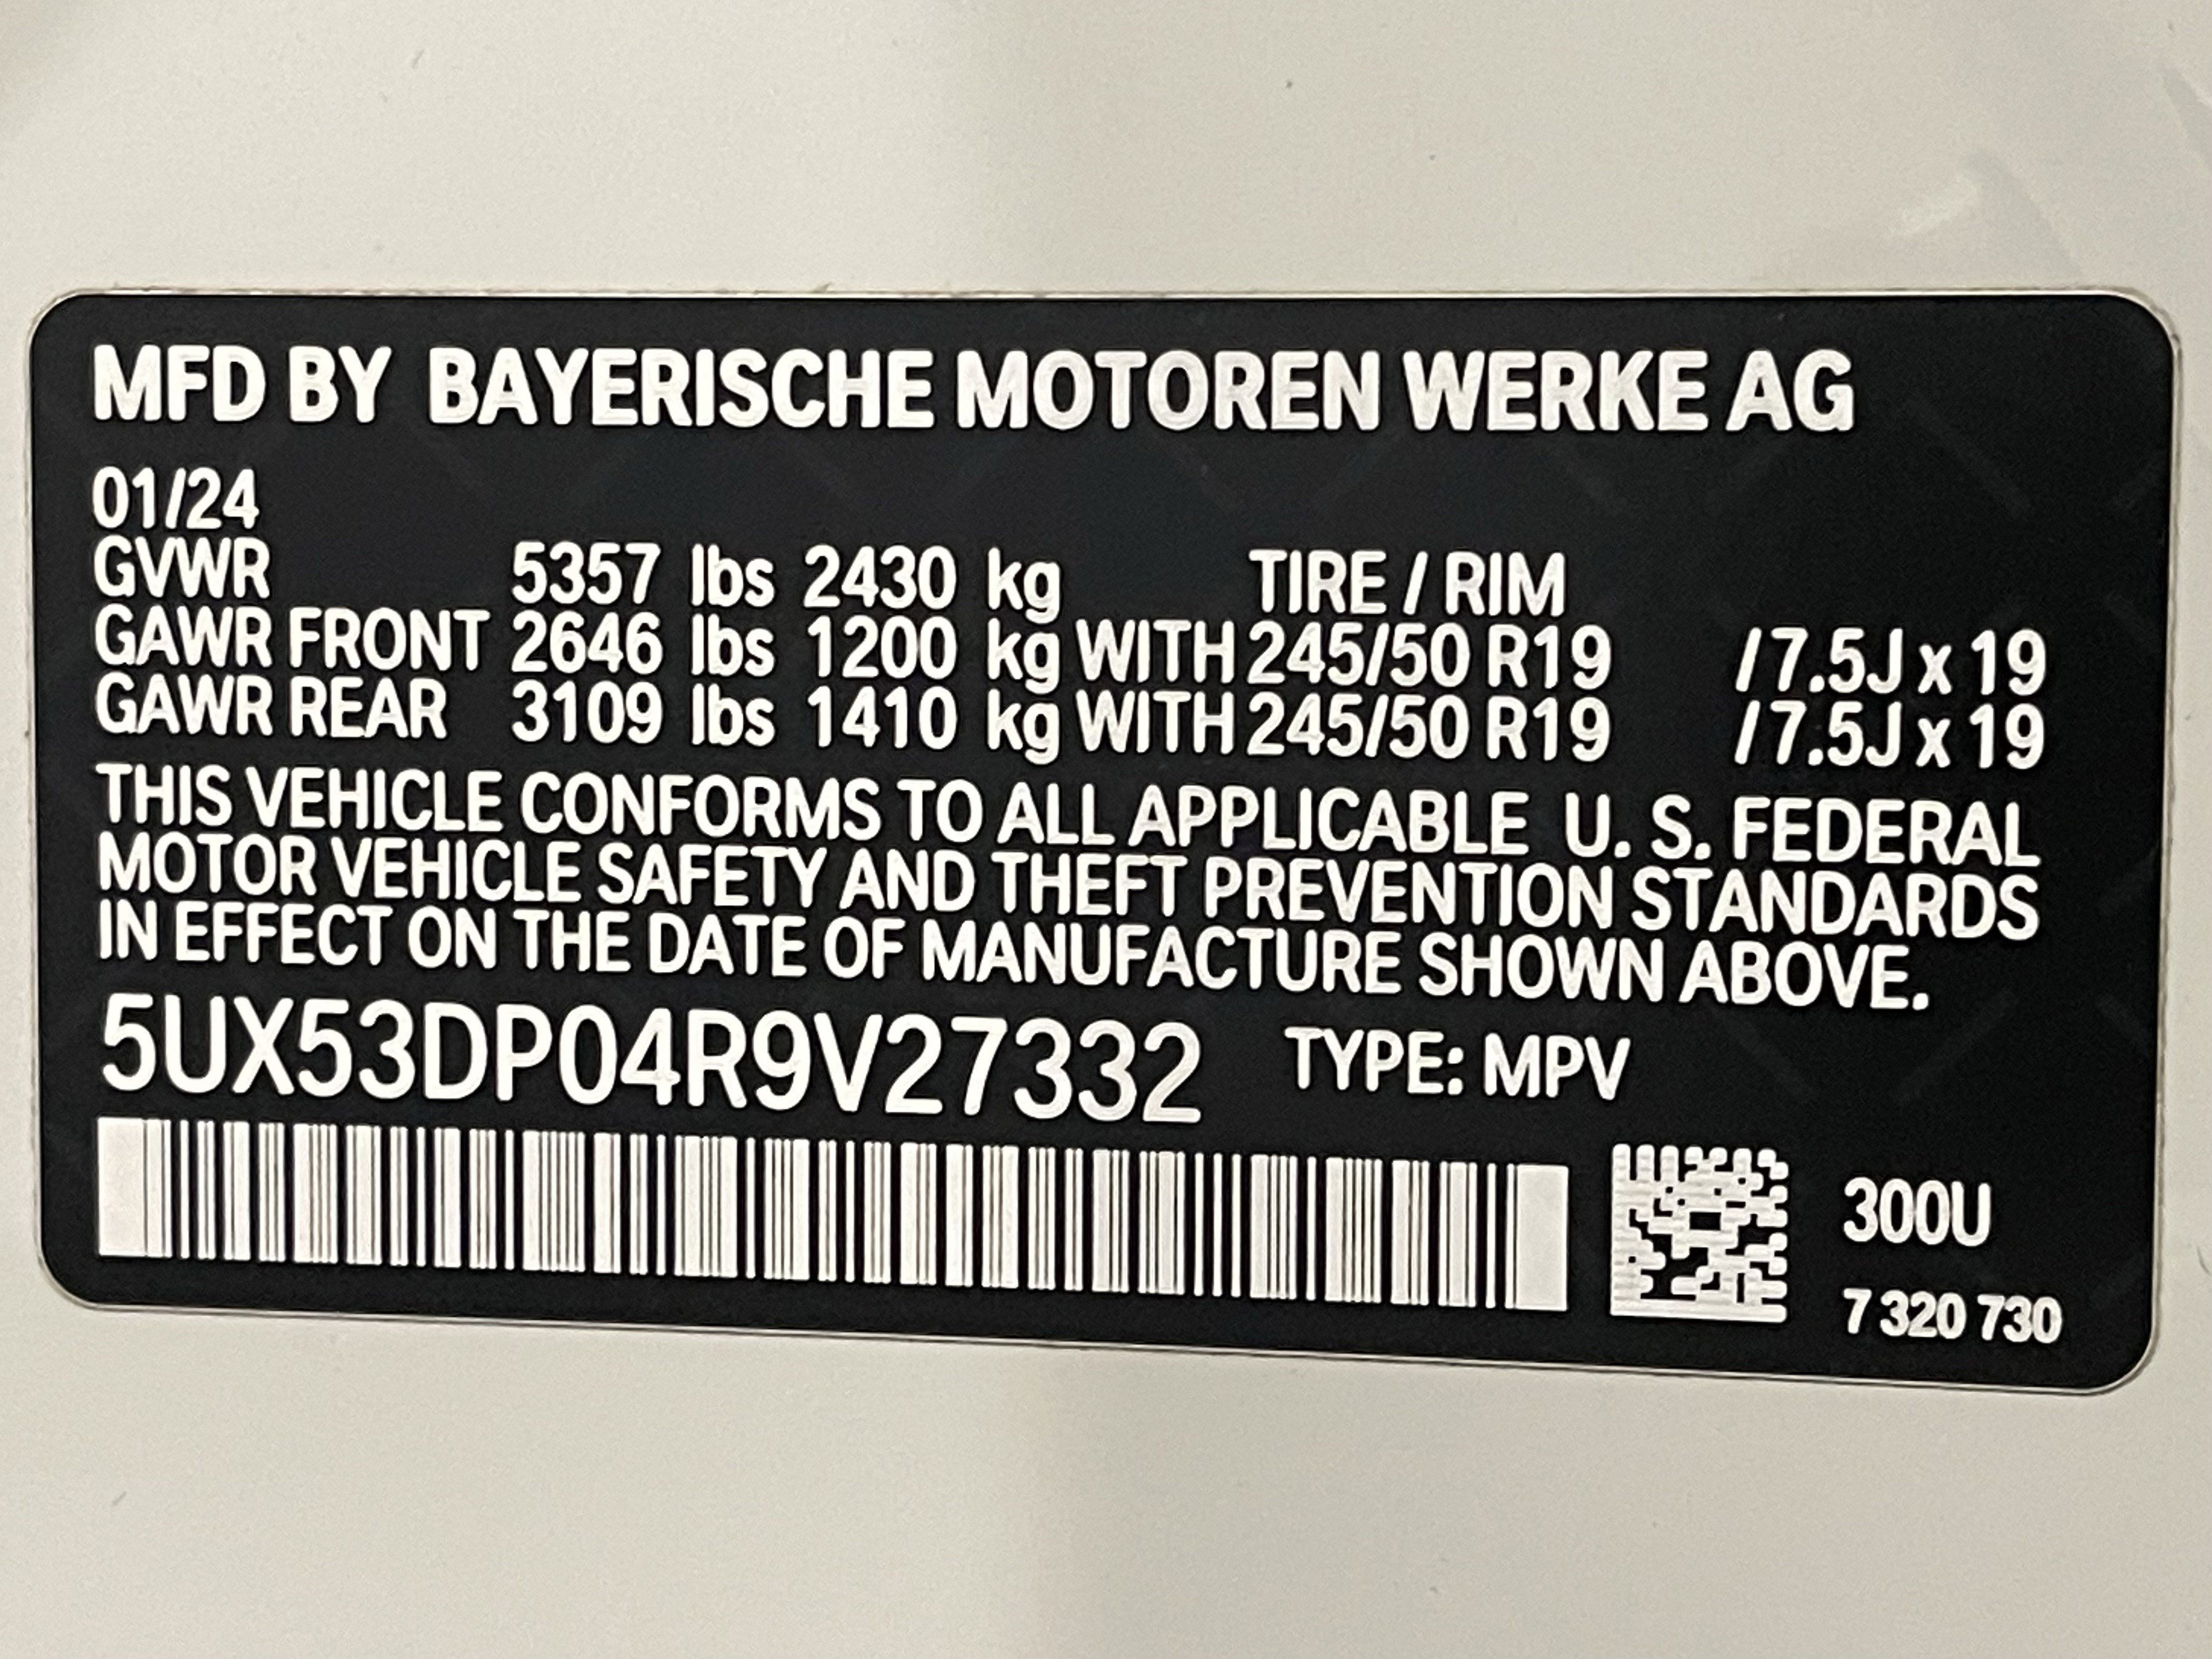 MFD BY BAYERISCHE MOTOREN WERKE AG
01/24
GVWR 5357 lbs 2430 kg TIRE / RIM
GAWR FRONT 2646 lbs 1200 kg WITH 245/50 R19 / 7.5J x 19
GAWR REAR 3109 lbs 1410 kg WITH 245/50 R19 / 7.5J x 19
THIS VEHICLE CONFORMS TO ALL APPLICABLE U. S. FEDERAL
MOTOR VEHICLE SAFETY AND THEFT PREVENTION STANDARDS
IN EFFECT ON THE DATE OF MANUFACTURE SHOWN ABOVE.
5UX53DP04R9V27332 TYPE: MPV
300U
7 320 730